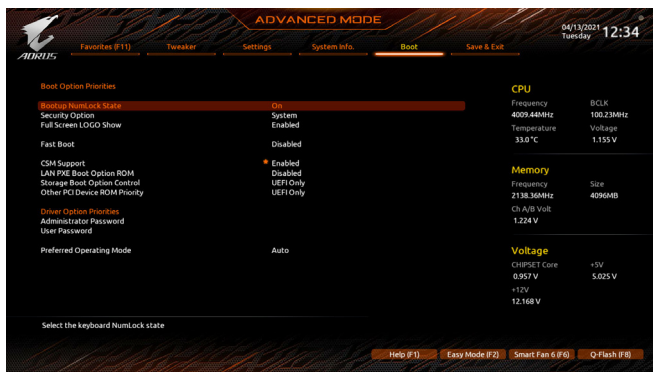 ADVANCED MODE
04/13/2021 Tuesday 12:34
AORUS
Favorites (F11) Tweaker Settings System Info. Boot Save & Exit
Boot Option Priorities
Bootup NumLock State On
Security Option System
Full Screen LOGO Show Enabled
Fast Boot Disabled
CSM Support Enabled
LAN PXE Boot Option ROM Disabled
Storage Boot Option Control UEFI Only
Other PCI Device ROM Priority UEFI Only
Driver Option Priorities
Administrator Password
User Password
Preferred Operating Mode Auto
Select the keyboard NumLock state
CPU
Frequency BCLK
4009.44MHz 100.23MHz
Temperature Voltage
33.0 °C 1.155 V
Memory
Frequency Size
2138.36MHz 4096MB
Ch A/B Volt
1.224 V
Voltage
CHIPSET Core +5V
0.957 V 5.025 V
+12V
12.168 V
Help (F1) Easy Mode (F2) Smart Fan 6 (F6) Q-Flash (F8)